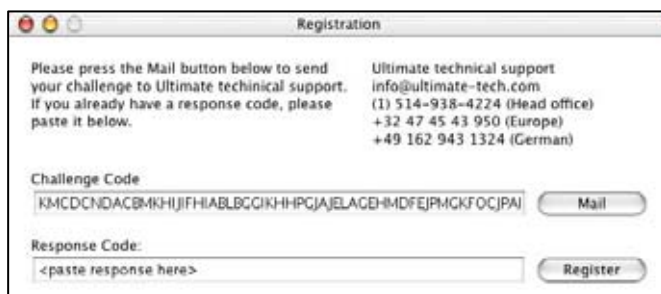 Registration
Please press the Mail button below to send
your challenge to Ultimate techinical support.
If you already have a response code, please
paste it below.
Ultimate technical support
info@ultimate-tech.com
(1) 514-938-4224 (Head office)
+32 47 45 43 950 (Europe)
+49 162 943 1324 (German)
Challenge Code
KMCDCNDACBMKHIJIFHIABLBGGIKHHPGJAJELAGEHMDFEJPMGKFOCJPAI
Mail
Response Code:
<paste response here>
Register